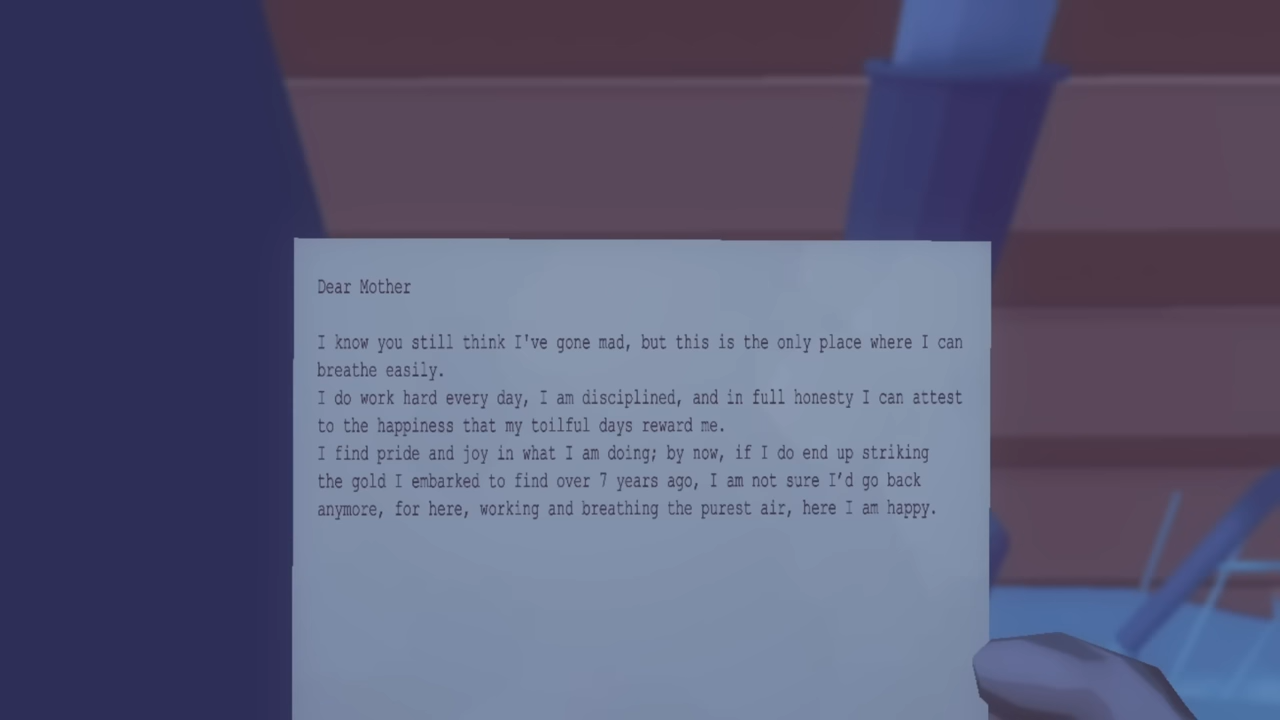 Dear Mother
I know you still think I've gone mad, but this is the only place where I can
breathe easily.
I do work hard every day, I am disciplined, and in full honesty I can attest
to the happiness that my toilful days reward me.
I find pride and joy in what I am doing; by now, if I do end up striking
the gold I embarked to find over 7 years ago, I am not sure I’d go back
anymore, for here, working and breathing the purest air, here I am happy.